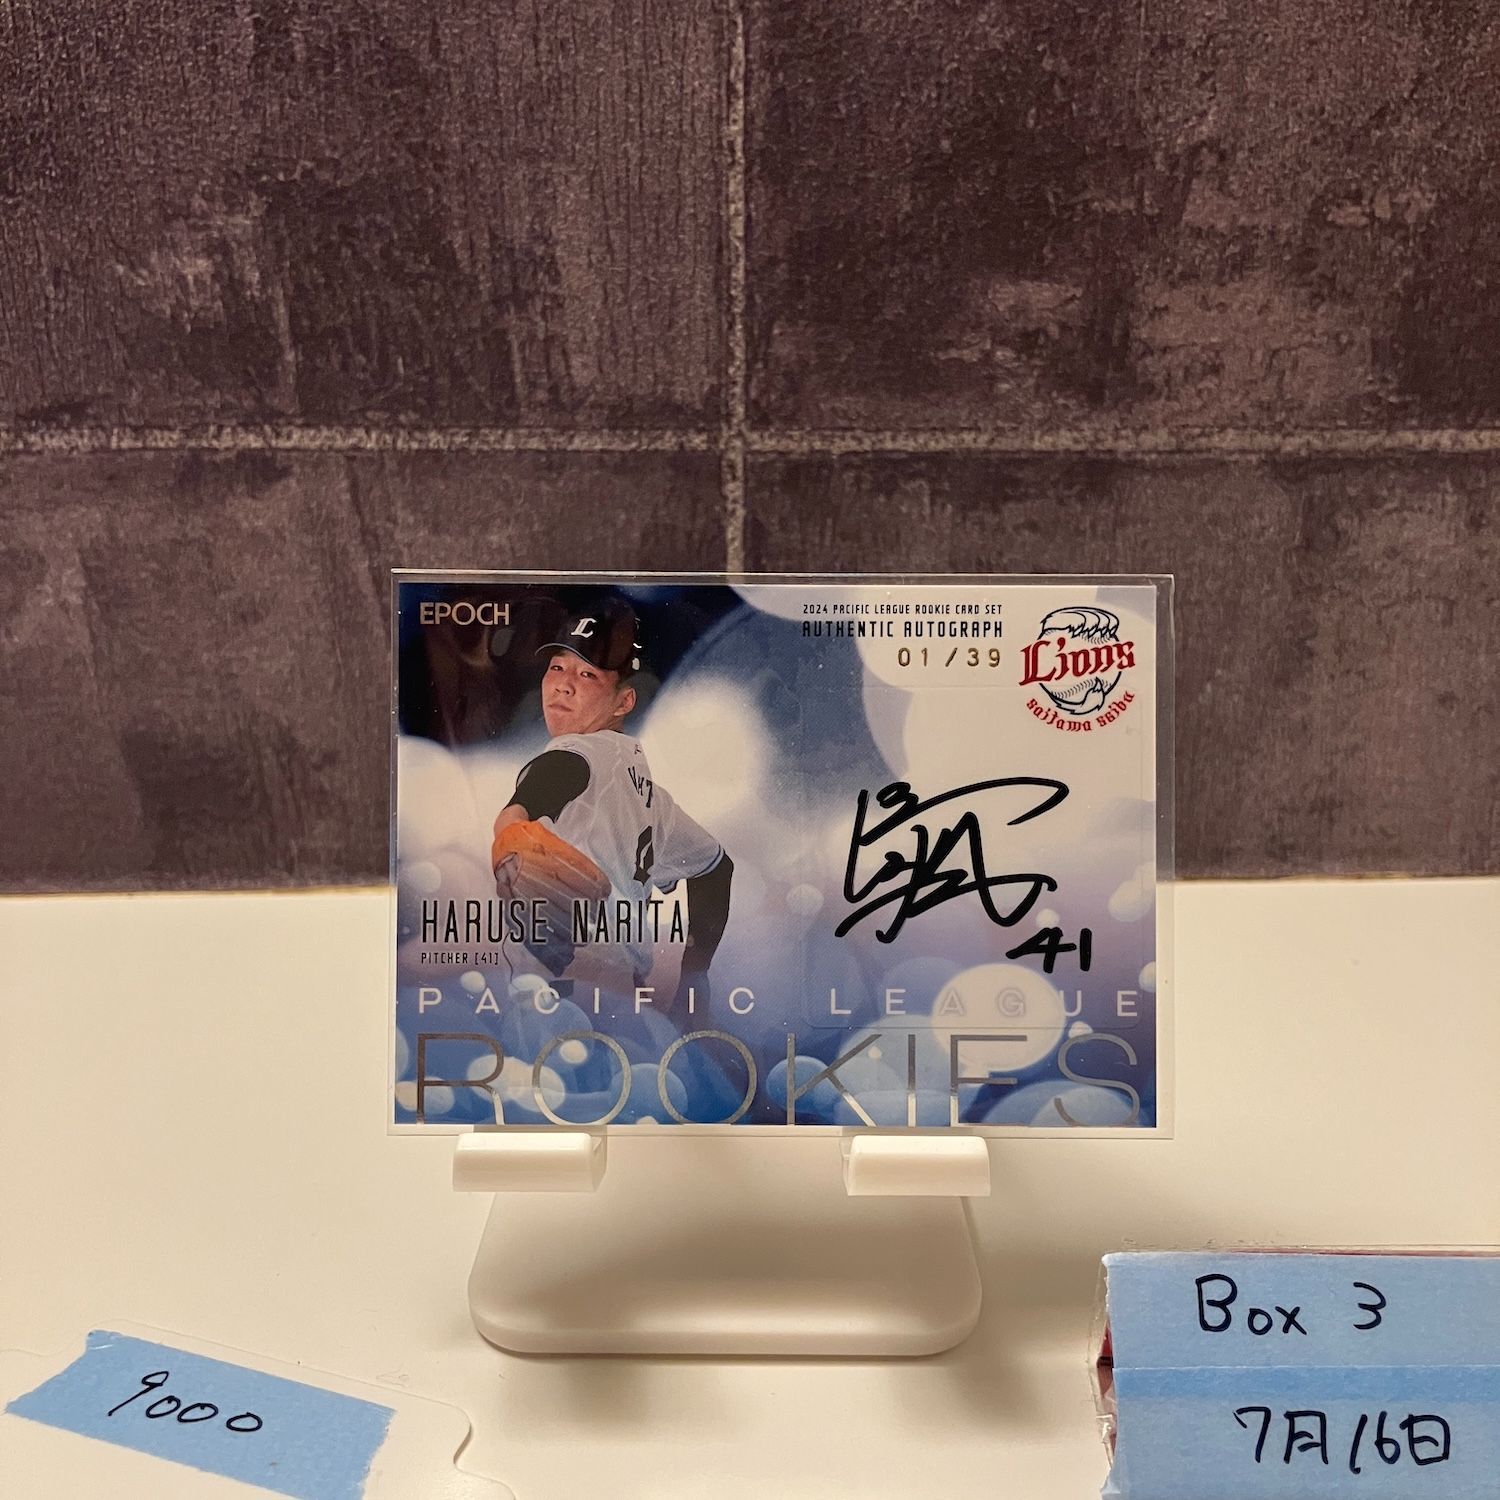 EPOCH
2024 PACIFIC LEAGUE ROOKIE CARD SET
AUTHENTIC AUTOGRAPH
01/39
Lions
saitama seibu
L
41
HARUSE NARITA
PITCHER [41]
PACIFIC LEAGUE
ROOKIES
Box 3
7月16日
9000